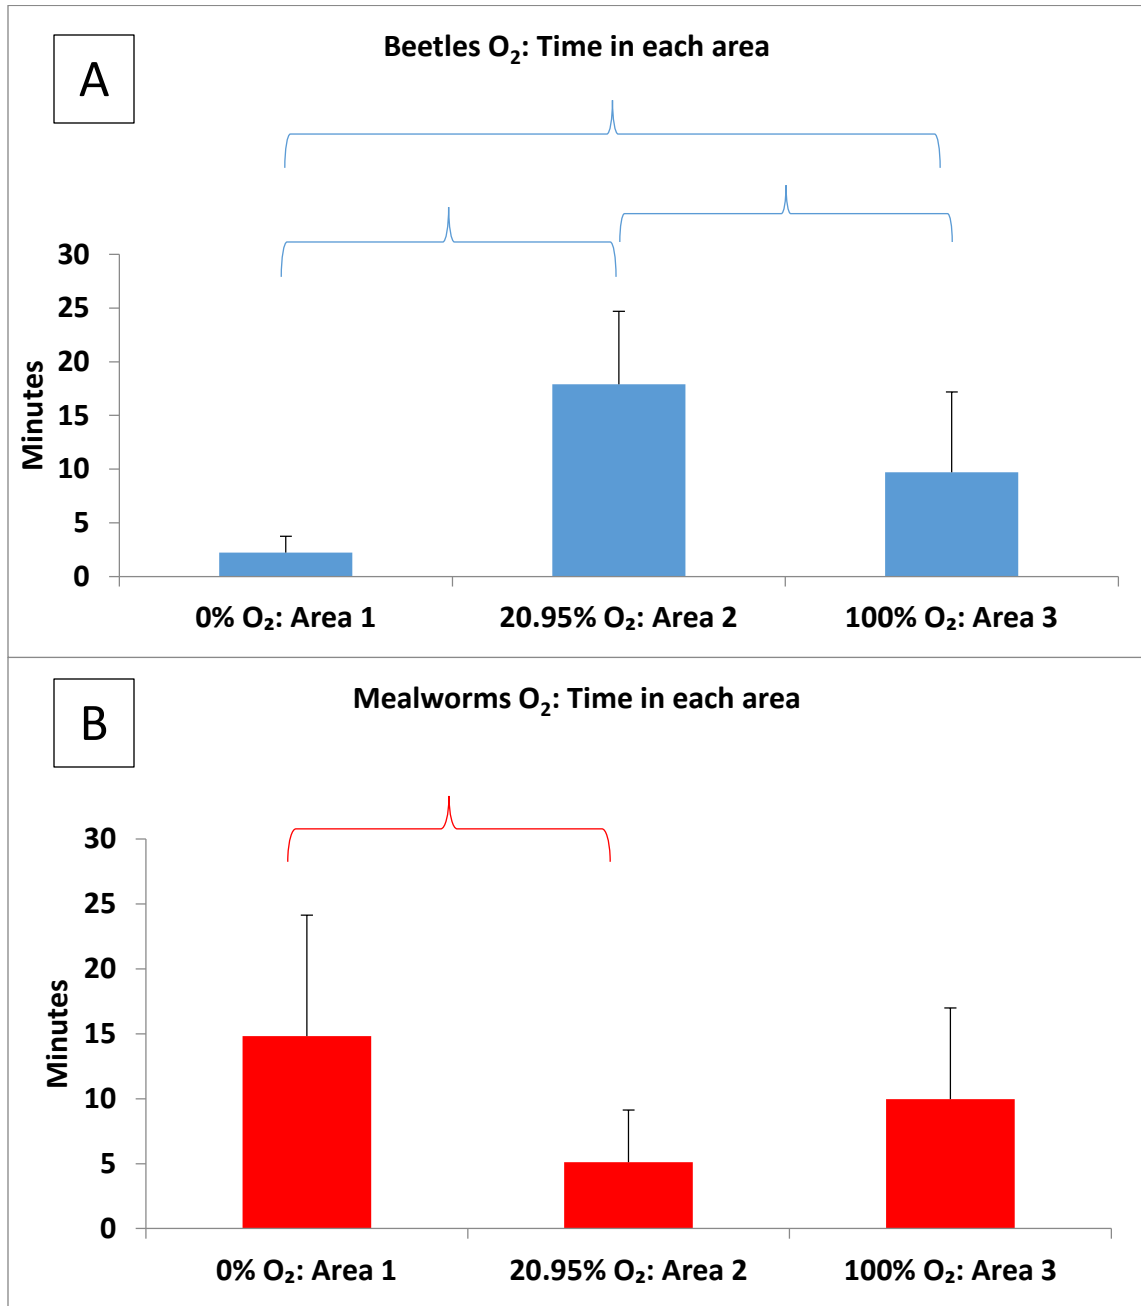 A
Beetles O₂: Time in each area
30
25
20
15
10
5
0
Minutes
0% O₂: Area 1
20.95% O₂: Area 2
100% O₂: Area 3
B
Mealworms O₂: Time in each area
30
25
20
15
10
5
0
Minutes
0% O₂: Area 1
20.95% O₂: Area 2
100% O₂: Area 3